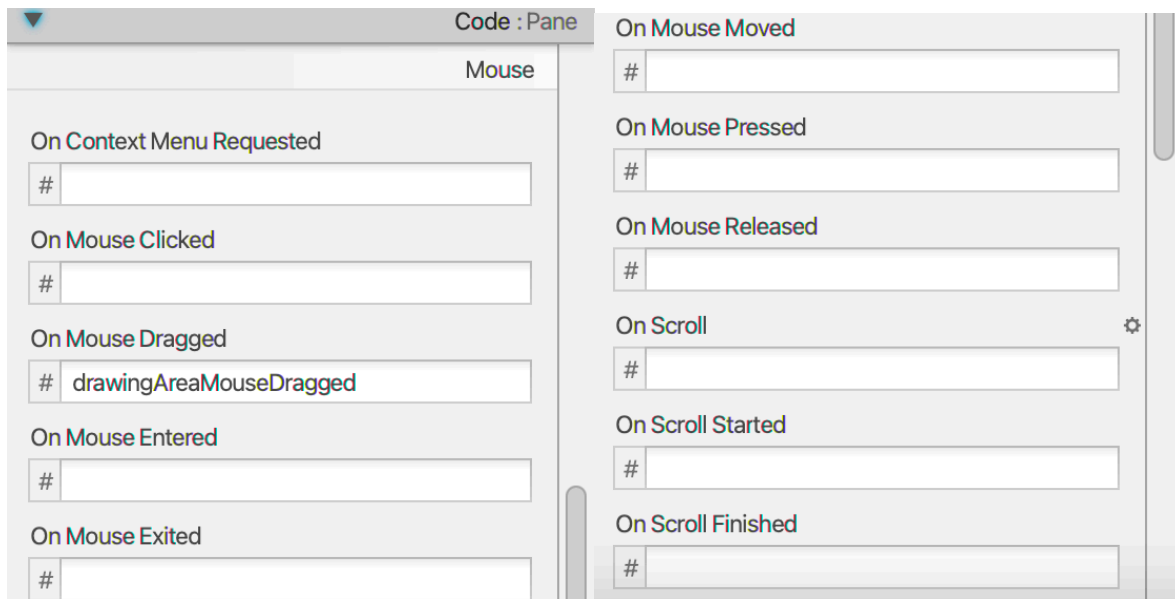 Code : Pane
Mouse
On Context Menu Requested
#
On Mouse Clicked
#
On Mouse Dragged
# drawingAreaMouseDragged
On Mouse Entered
#
On Mouse Exited
#
On Mouse Moved
#
On Mouse Pressed
#
On Mouse Released
#
On Scroll
#
On Scroll Started
#
On Scroll Finished
#